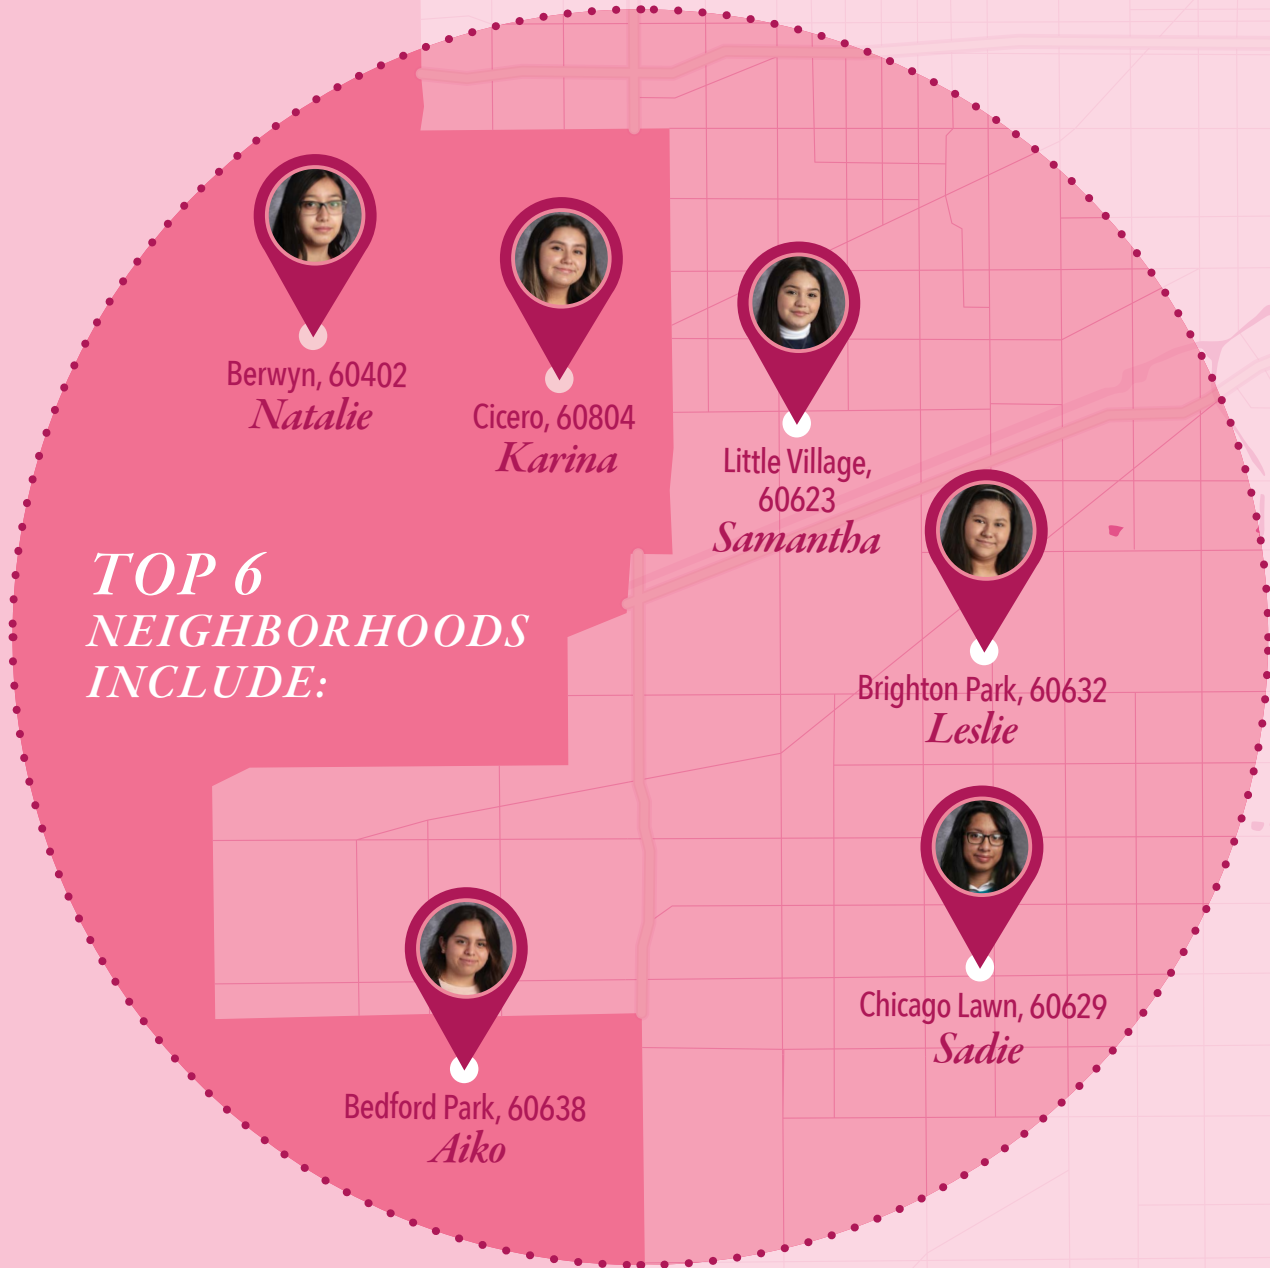 Berwyn, 60402
Natalie
Cicero, 60804
Karina
Little Village,
60623
Samantha
TOP 6
NEIGHBORHOODS
INCLUDE:
Brighton Park, 60632
Leslie
Chicago Lawn, 60629
Sadie
Bedford Park, 60638
Aiko